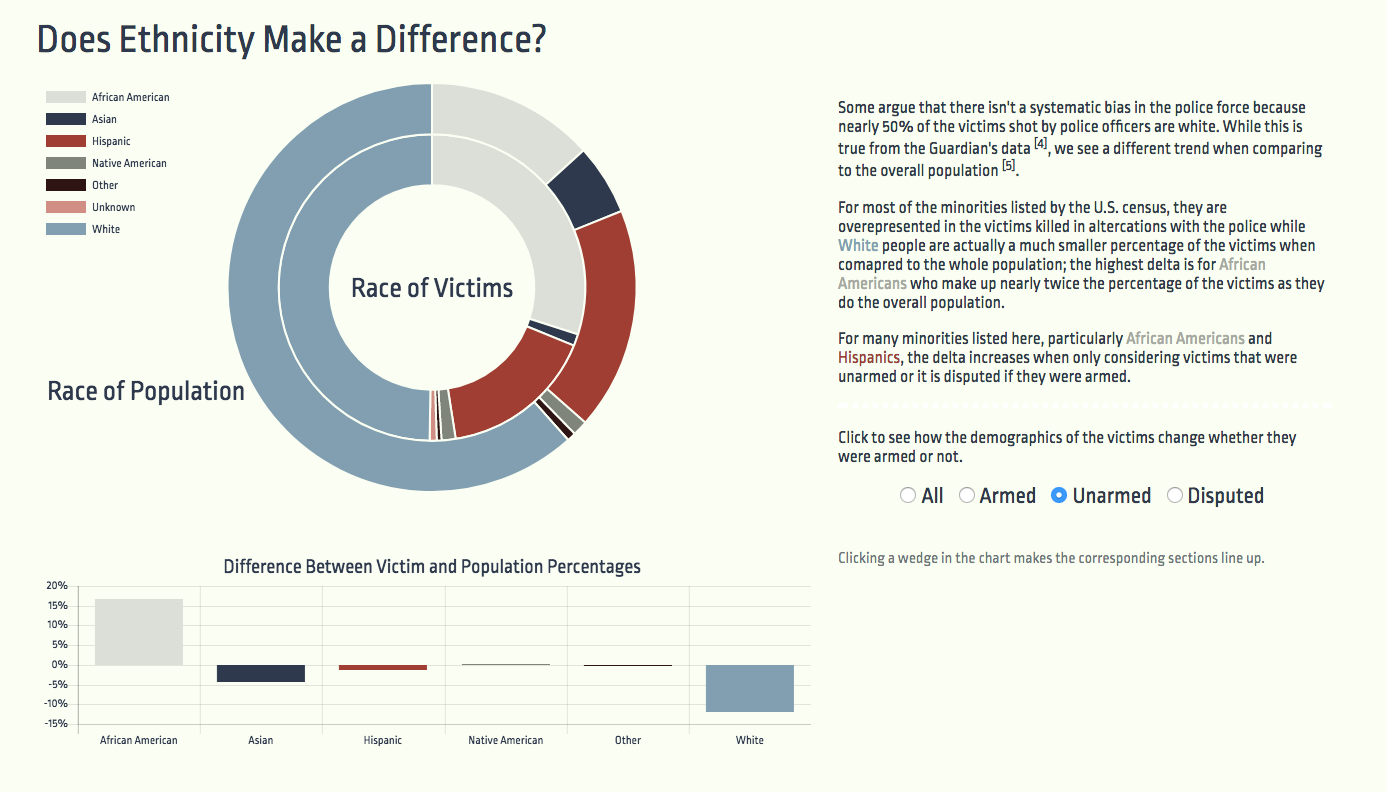 Does Ethnicity Make a Difference?
African American
Asian
Hispanic
Native American
Other
Unknown
White
Race of Victims
Race of Population
Some argue that there isn't a systematic bias in the police force because
nearly 50% of the victims shot by police officers are white. While this is
true from the Guardian's data [4], we see a different trend when comparing
to the overall population [5].
For most of the minorities listed by the U.S. census, they are
overepresented in the victims killed in altercations with the police while
White people are actually a much smaller percentage of the victims when
comapred to the whole population; the highest delta is for African
Americans who make up nearly twice the percentage of the victims as they
do the overall population.
For many minorities listed here, particularly African Americans and
Hispanics, the delta increases when only considering victims that were
unarmed or it is disputed if they were armed.
Click to see how the demographics of the victims change whether they
were armed or not.
All Armed Unarmed Disputed
Clicking a wedge in the chart makes the corresponding sections line up.
Difference Between Victim and Population Percentages
20%
15%
10%
5%
0%
-5%
-10%
-15%
African American Asian Hispanic Native American Other White